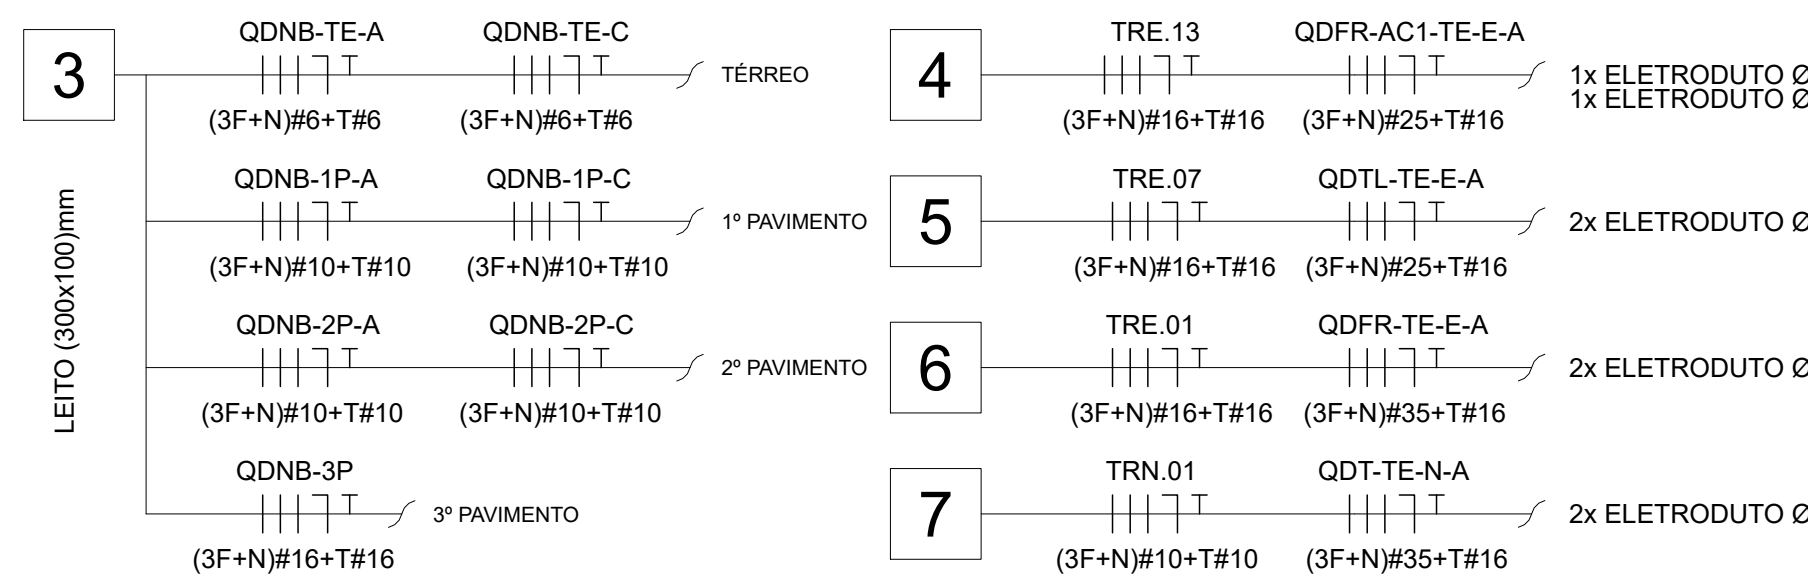 3
QDNB-TE-A
QDNB-TE-C
TÉRREO
(3F+N)#6+T#6
(3F+N)#6+T#6
LEITO (300x100)mm
QDNB-1P-A
QDNB-1P-C
1º PAVIMENTO
(3F+N)#10+T#10
(3F+N)#10+T#10
QDNB-2P-A
QDNB-2P-C
2º PAVIMENTO
(3F+N)#10+T#10
(3F+N)#10+T#10
QDNB-3P
3º PAVIMENTO
(3F+N)#16+T#16
4
TRE.13
QDFR-AC1-TE-E-A
1x ELETRODUTO Ø
1x ELETRODUTO Ø
(3F+N)#16+T#16
(3F+N)#25+T#16
5
TRE.07
QDTL-TE-E-A
2x ELETRODUTO Ø
(3F+N)#16+T#16
(3F+N)#25+T#16
6
TRE.01
QDFR-TE-E-A
2x ELETRODUTO Ø
(3F+N)#16+T#16
(3F+N)#35+T#16
7
TRN.01
QDT-TE-N-A
2x ELETRODUTO Ø
(3F+N)#10+T#10
(3F+N)#35+T#16